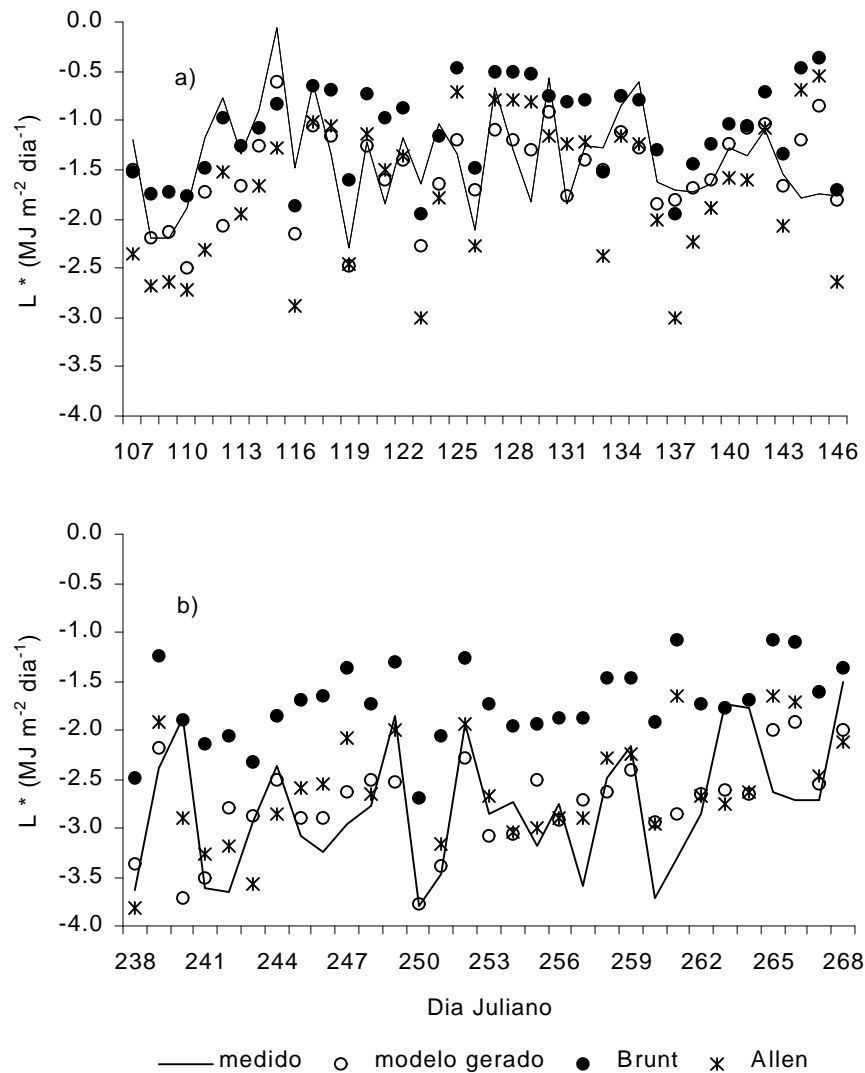 0.0
-0.5
-1.0
-1.5
-2.0
-2.5
-3.0
-3.5
-4.0
L * (MJ m⁻² dia⁻¹)
a)
107 110 113 116 119 122 125 128 131 134 137 140 143 146
0.0
-0.5
-1.0
-1.5
-2.0
-2.5
-3.0
-3.5
-4.0
L * (MJ m⁻² dia⁻¹)
b)
238 241 244 247 250 253 256 259 262 265 268
Dia Juliano
medido modelo gerado Brunt Allen